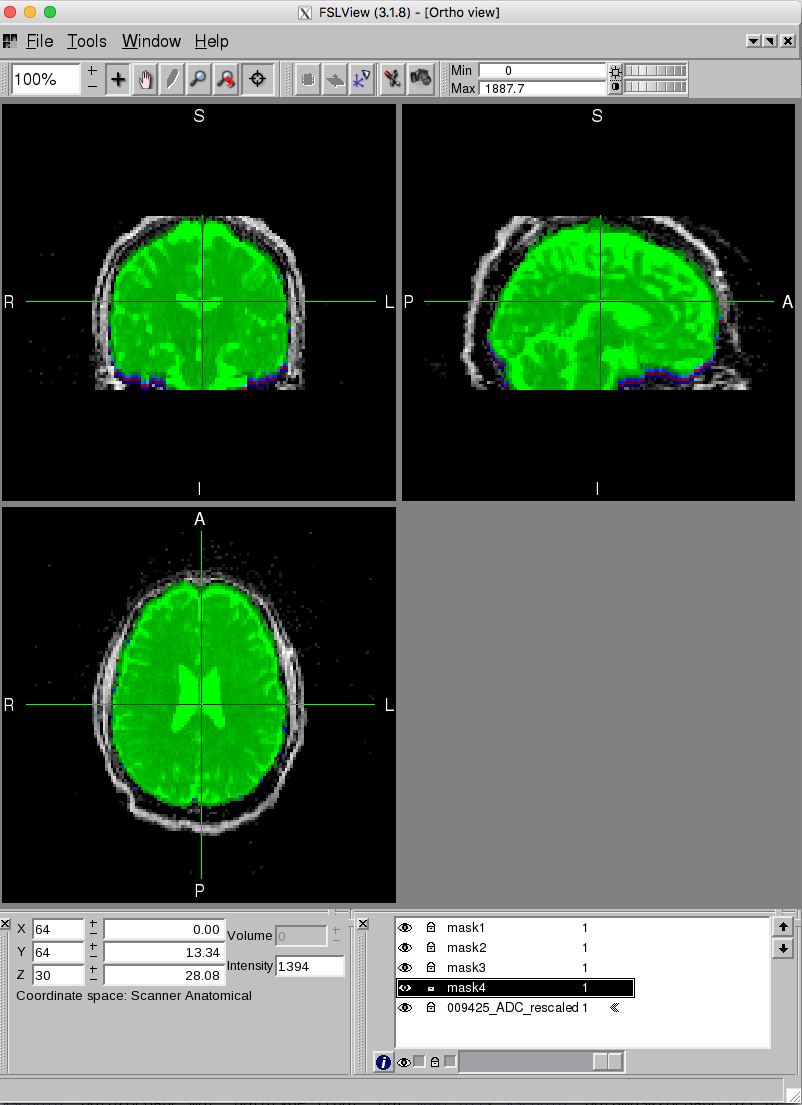 FSLView (3.1.8) - [Ortho view]
File Tools Window Help
100%
Min 0
Max 1887.7
S
R L
I
S
P A
I
A
R L
P
X 64 0.00
Y 64 13.34
Z 30 28.08
Volume 0
Intensity 1394
Coordinate space: Scanner Anatomical
mask1 1
mask2 1
mask3 1
mask4 1
009425_ADC_rescaled 1